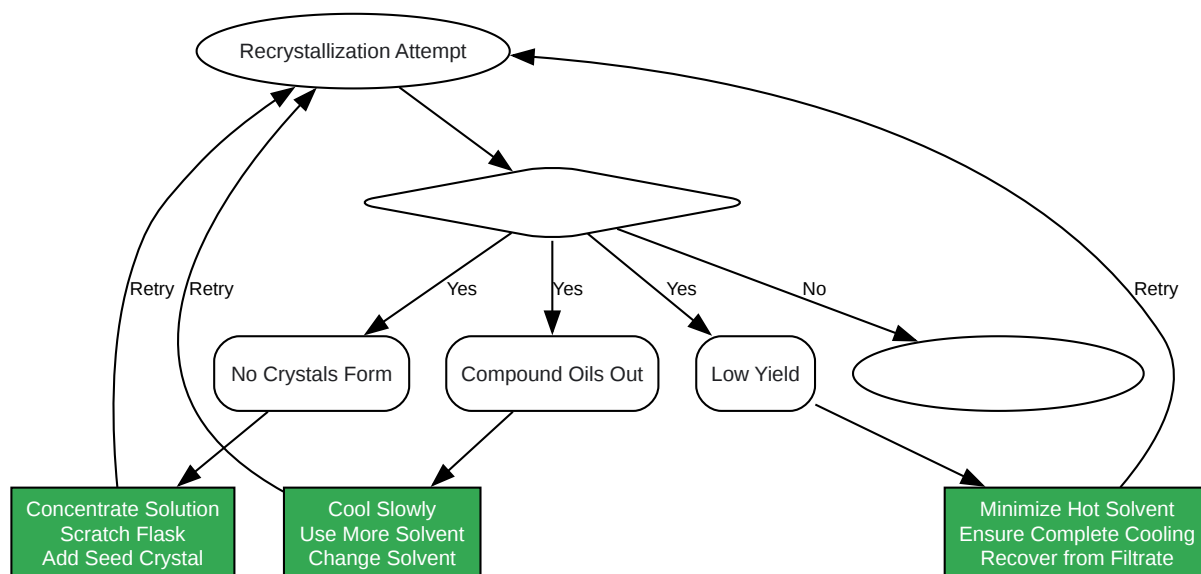 Recrystallization Attempt
Retry
Retry
Yes
Yes
Yes
No
Retry
No Crystals Form
Compound Oils Out
Low Yield
Concentrate Solution
Scratch Flask
Add Seed Crystal
Cool Slowly
Use More Solvent
Change Solvent
Minimize Hot Solvent
Ensure Complete Cooling
Recover from Filtrate